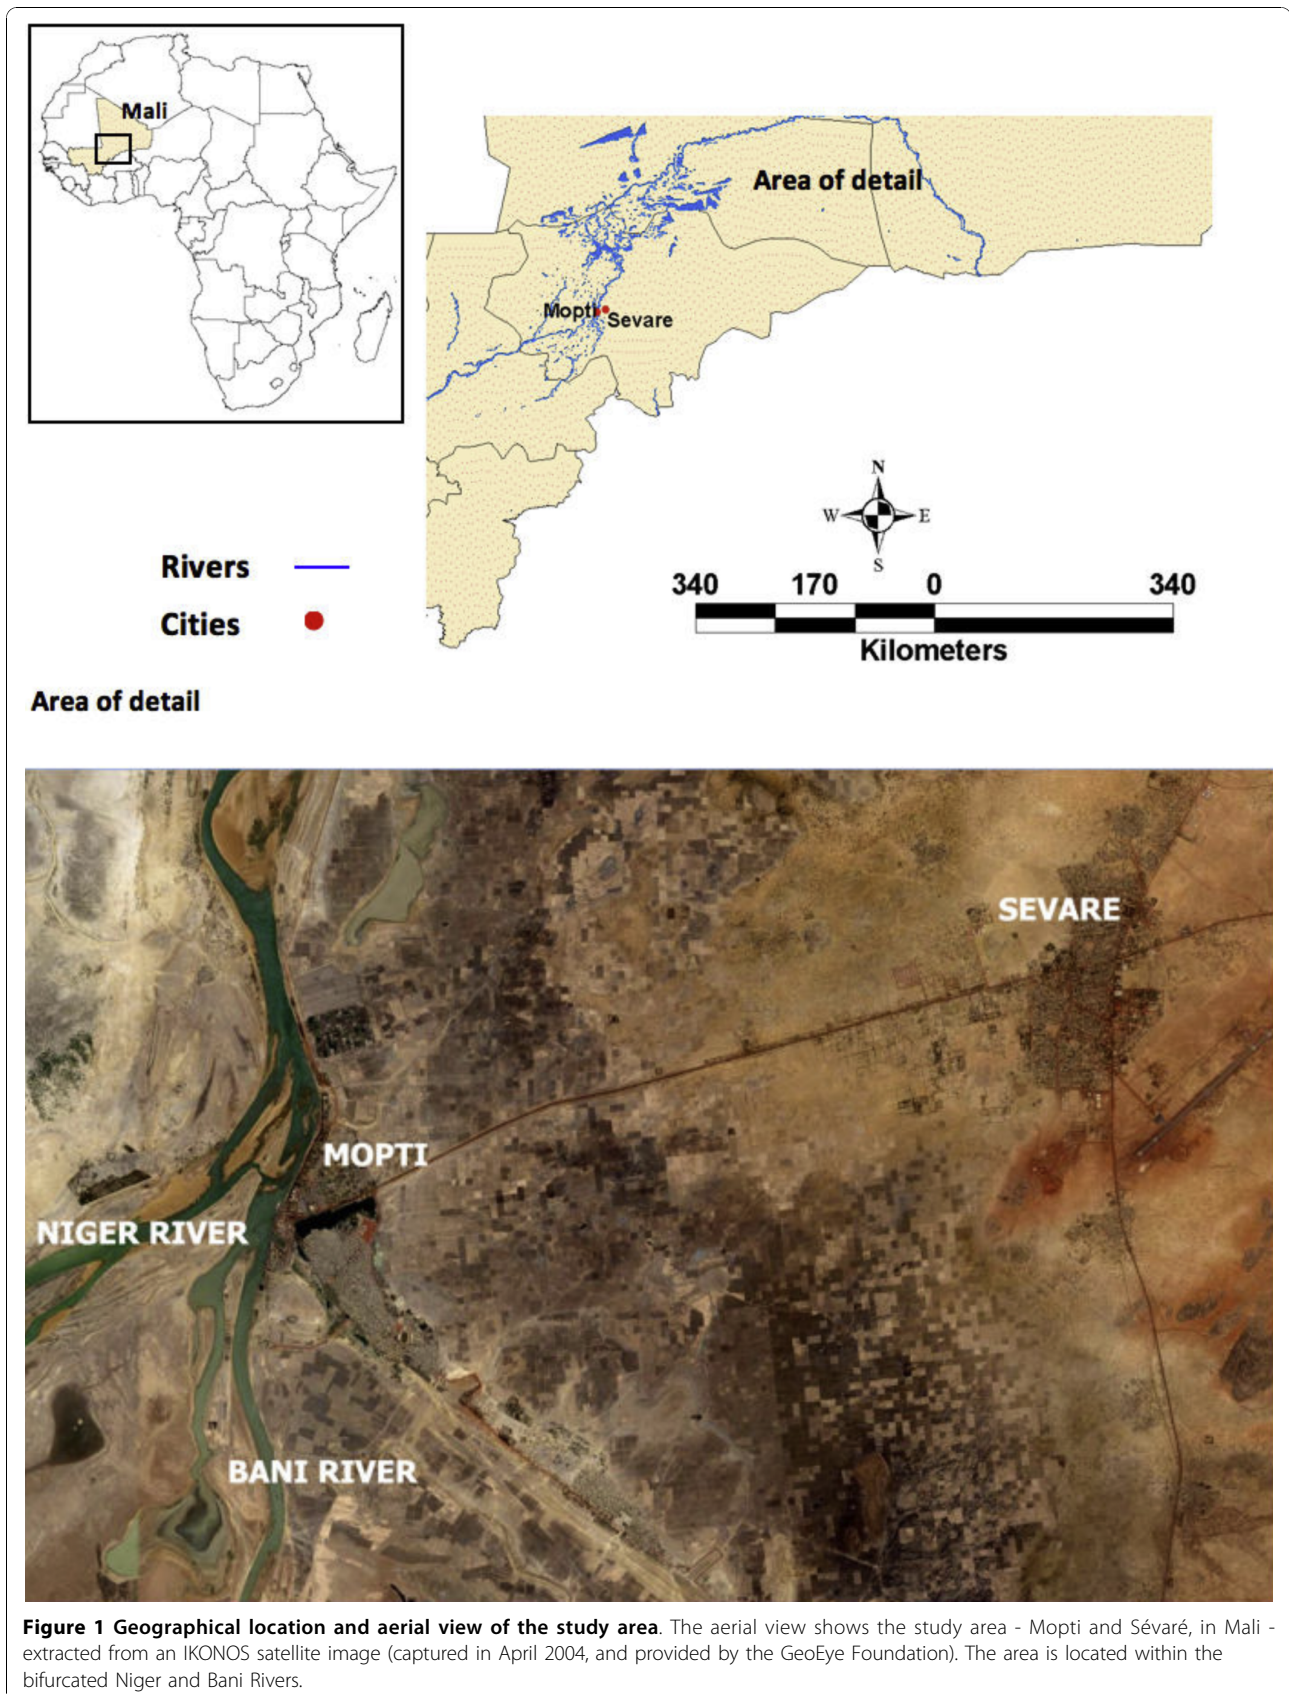 Mali
Area of detail
Mopti
Sevare
N
W
E
S
Rivers
Cities
340 170 0 340
Kilometers
Area of detail
SEVARE
MOPTI
NIGER RIVER
BANI RIVER
Figure 1 Geographical location and aerial view of the study area. The aerial view shows the study area - Mopti and Sévaré, in Mali -
extracted from an IKONOS satellite image (captured in April 2004, and provided by the GeoEye Foundation). The area is located within the
bifurcated Niger and Bani Rivers.